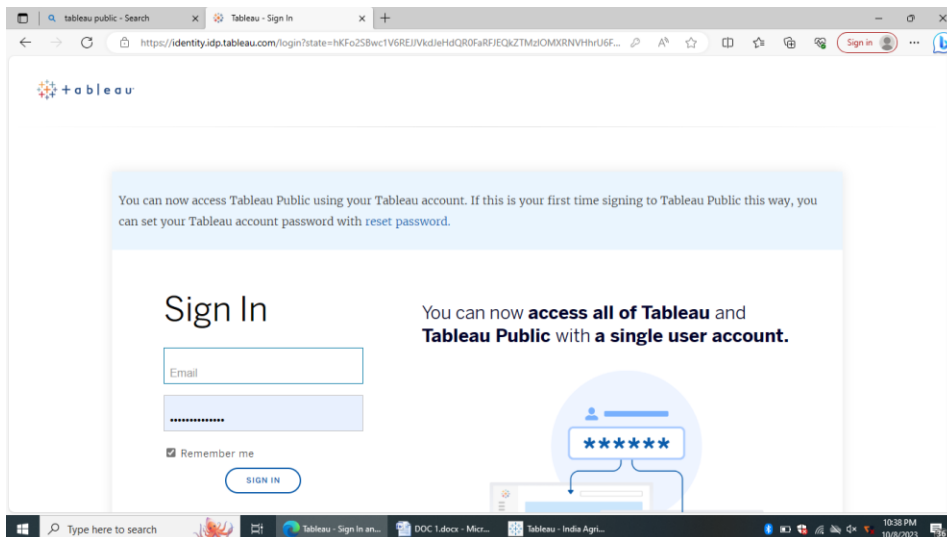 tableau public - Search
Tableau - Sign In
https://identity.idp.tableau.com/login?state=hKFo2SBwc1V6REJJVkdJeHdQR0FaRFJEQkZTMzlOMXRNVHhrU6F...
Sign in
+ a b l e a u
You can now access Tableau Public using your Tableau account. If this is your first time signing to Tableau Public this way, you
can set your Tableau account password with reset password.
Sign In
Email
Remember me
SIGN IN
You can now access all of Tableau and
Tableau Public with a single user account.
******
Type here to search
Tableau - Sign In an...
DOC 1.docx - Micr...
Tableau - India Agri...
10:38 PM
10/8/2023